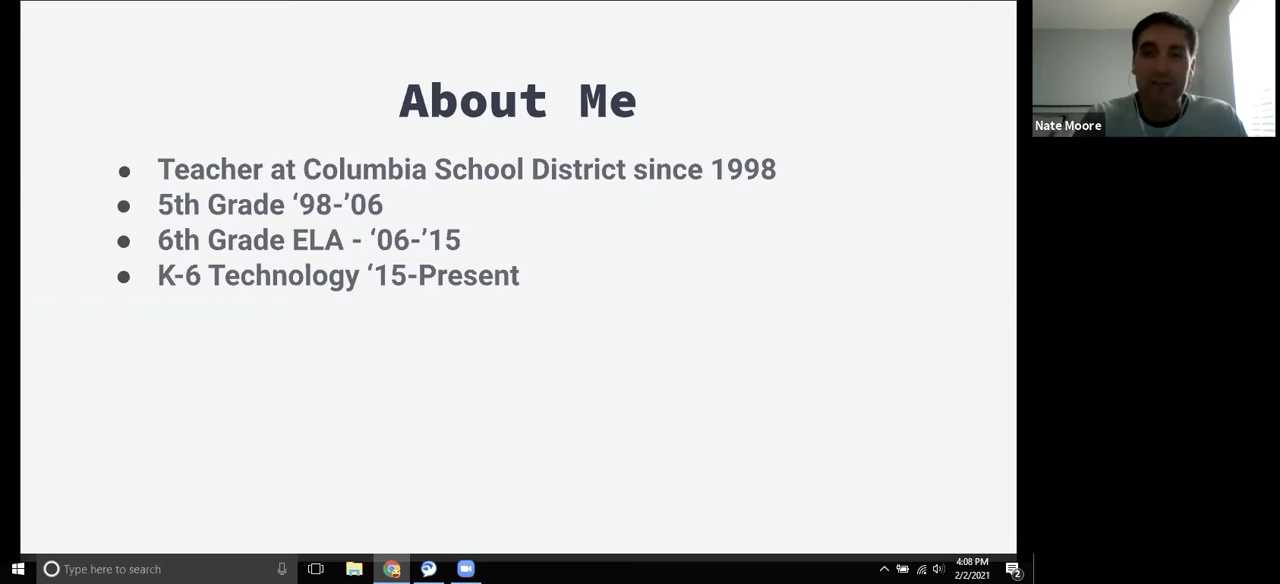 About Me
● Teacher at Columbia School District since 1998
● 5th Grade ‘98-’06
● 6th Grade ELA - ‘06-’15
● K-6 Technology ‘15-Present
Nate Moore
Type here to search
4:08 PM
2/2/2021
2